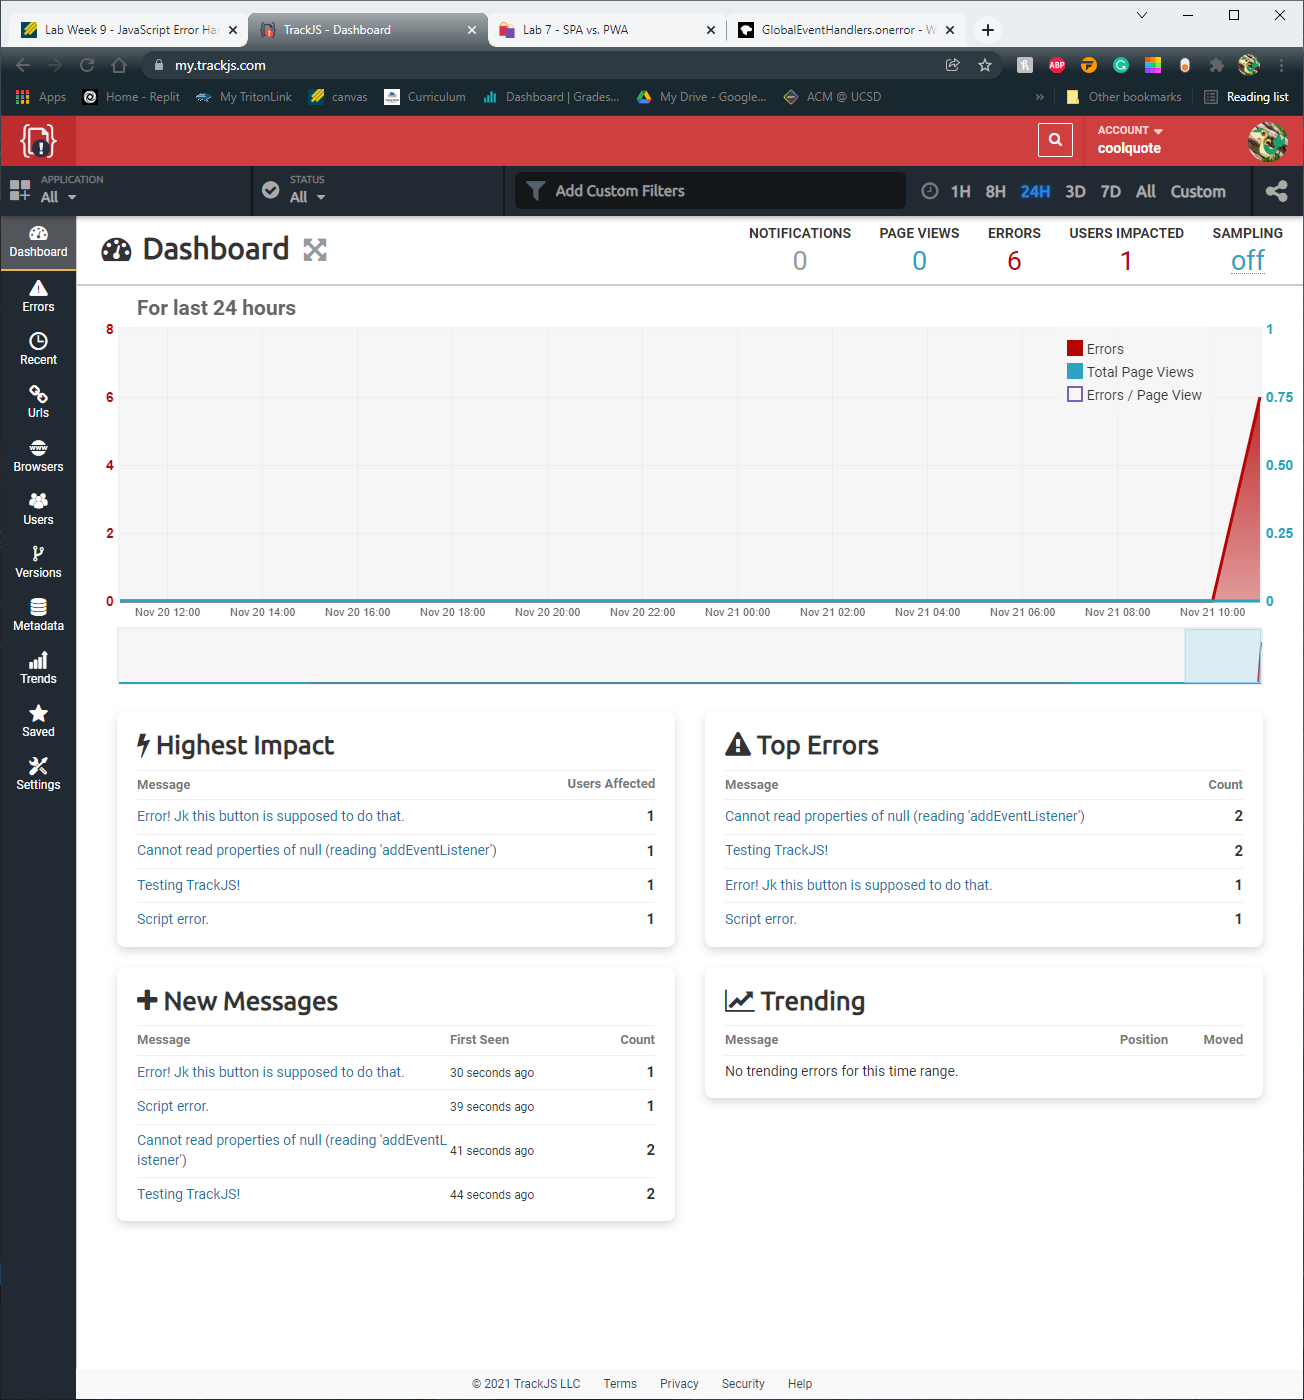 Lab Week 9 - JavaScript Error Ha
TrackJS - Dashboard
Lab 7 - SPA vs. PWA
GlobalEventHandlers.onerror - W
my.trackjs.com
ABP
Apps
Home - Replit
My TritonLink
canvas
Curriculum
Dashboard | Grades...
My Drive - Google...
ACM @ UCSD
»
Other bookmarks
Reading list
ACCOUNT
coolquote
APPLICATION
All
STATUS
All
Add Custom Filters
1H
8H
24H
3D
7D
All
Custom
Dashboard
Errors
Recent
Urls
www
Browsers
Users
Versions
Metadata
Trends
Saved
Settings
Dashboard
NOTIFICATIONS
0
PAGE VIEWS
0
ERRORS
6
USERS IMPACTED
1
SAMPLING
off
For last 24 hours
8
6
4
2
0
1
0.75
0.50
0.25
0
Errors
Total Page Views
Errors / Page View
Nov 20 12:00
Nov 20 14:00
Nov 20 16:00
Nov 20 18:00
Nov 20 20:00
Nov 20 22:00
Nov 21 00:00
Nov 21 02:00
Nov 21 04:00
Nov 21 06:00
Nov 21 08:00
Nov 21 10:00
Highest Impact
Message Users Affected
Error! Jk this button is supposed to do that. 1
Cannot read properties of null (reading 'addEventListener') 1
Testing TrackJS! 1
Script error. 1
Top Errors
Message Count
Cannot read properties of null (reading 'addEventListener') 2
Testing TrackJS! 2
Error! Jk this button is supposed to do that. 1
Script error. 1
New Messages
Message First Seen Count
Error! Jk this button is supposed to do that. 30 seconds ago 1
Script error. 39 seconds ago 1
Cannot read properties of null (reading 'addEventL
istener') 41 seconds ago 2
Testing TrackJS! 44 seconds ago 2
Trending
Message Position Moved
No trending errors for this time range.
© 2021 TrackJS LLC Terms Privacy Security Help